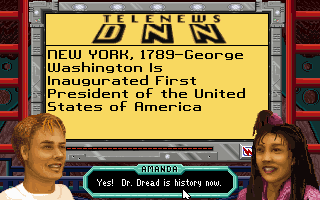 TELENEWS
DNN
NEW YORK, 1789-George
Washington Is
Inaugurated First
President of the United
States of America
AMANDA:
Yes! Dr. Dread is history now.